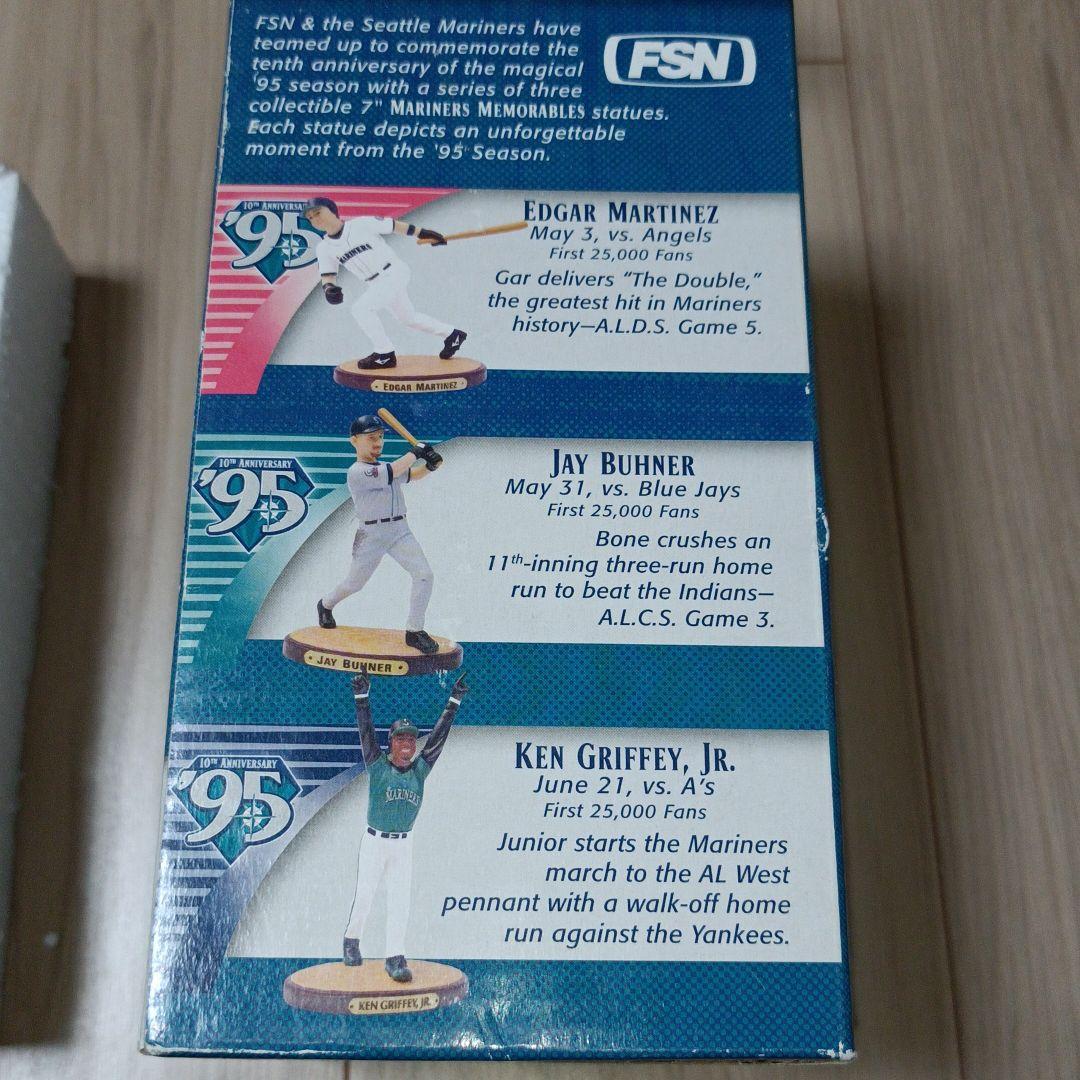 FSN & the Seattle Mariners have
teamed up to commemorate the
tenth anniversary of the magical
'95 season with a series of three
collectible 7" MARINERS MEMORABLES statues.
Each statue depicts an unforgettable
moment from the '95 Season.
FSN
10TH ANNIVERSARY
'95
MARINERS
EDGAR MARTINEZ
EDGAR MARTINEZ
May 3, vs. Angels
First 25,000 Fans
Gar delivers “The Double,”
the greatest hit in Mariners
history—A.L.D.S. Game 5.
10TH ANNIVERSARY
'95
JAY BUHNER
JAY BUHNER
May 31, vs. Blue Jays
First 25,000 Fans
Bone crushes an
11th-inning three-run home
run to beat the Indians—
A.L.C.S. Game 3.
10TH ANNIVERSARY
'95
MARINERS
KEN GRIFFEY, JR.
KEN GRIFFEY, JR.
June 21, vs. A's
First 25,000 Fans
Junior starts the Mariners
march to the AL West
pennant with a walk-off home
run against the Yankees.